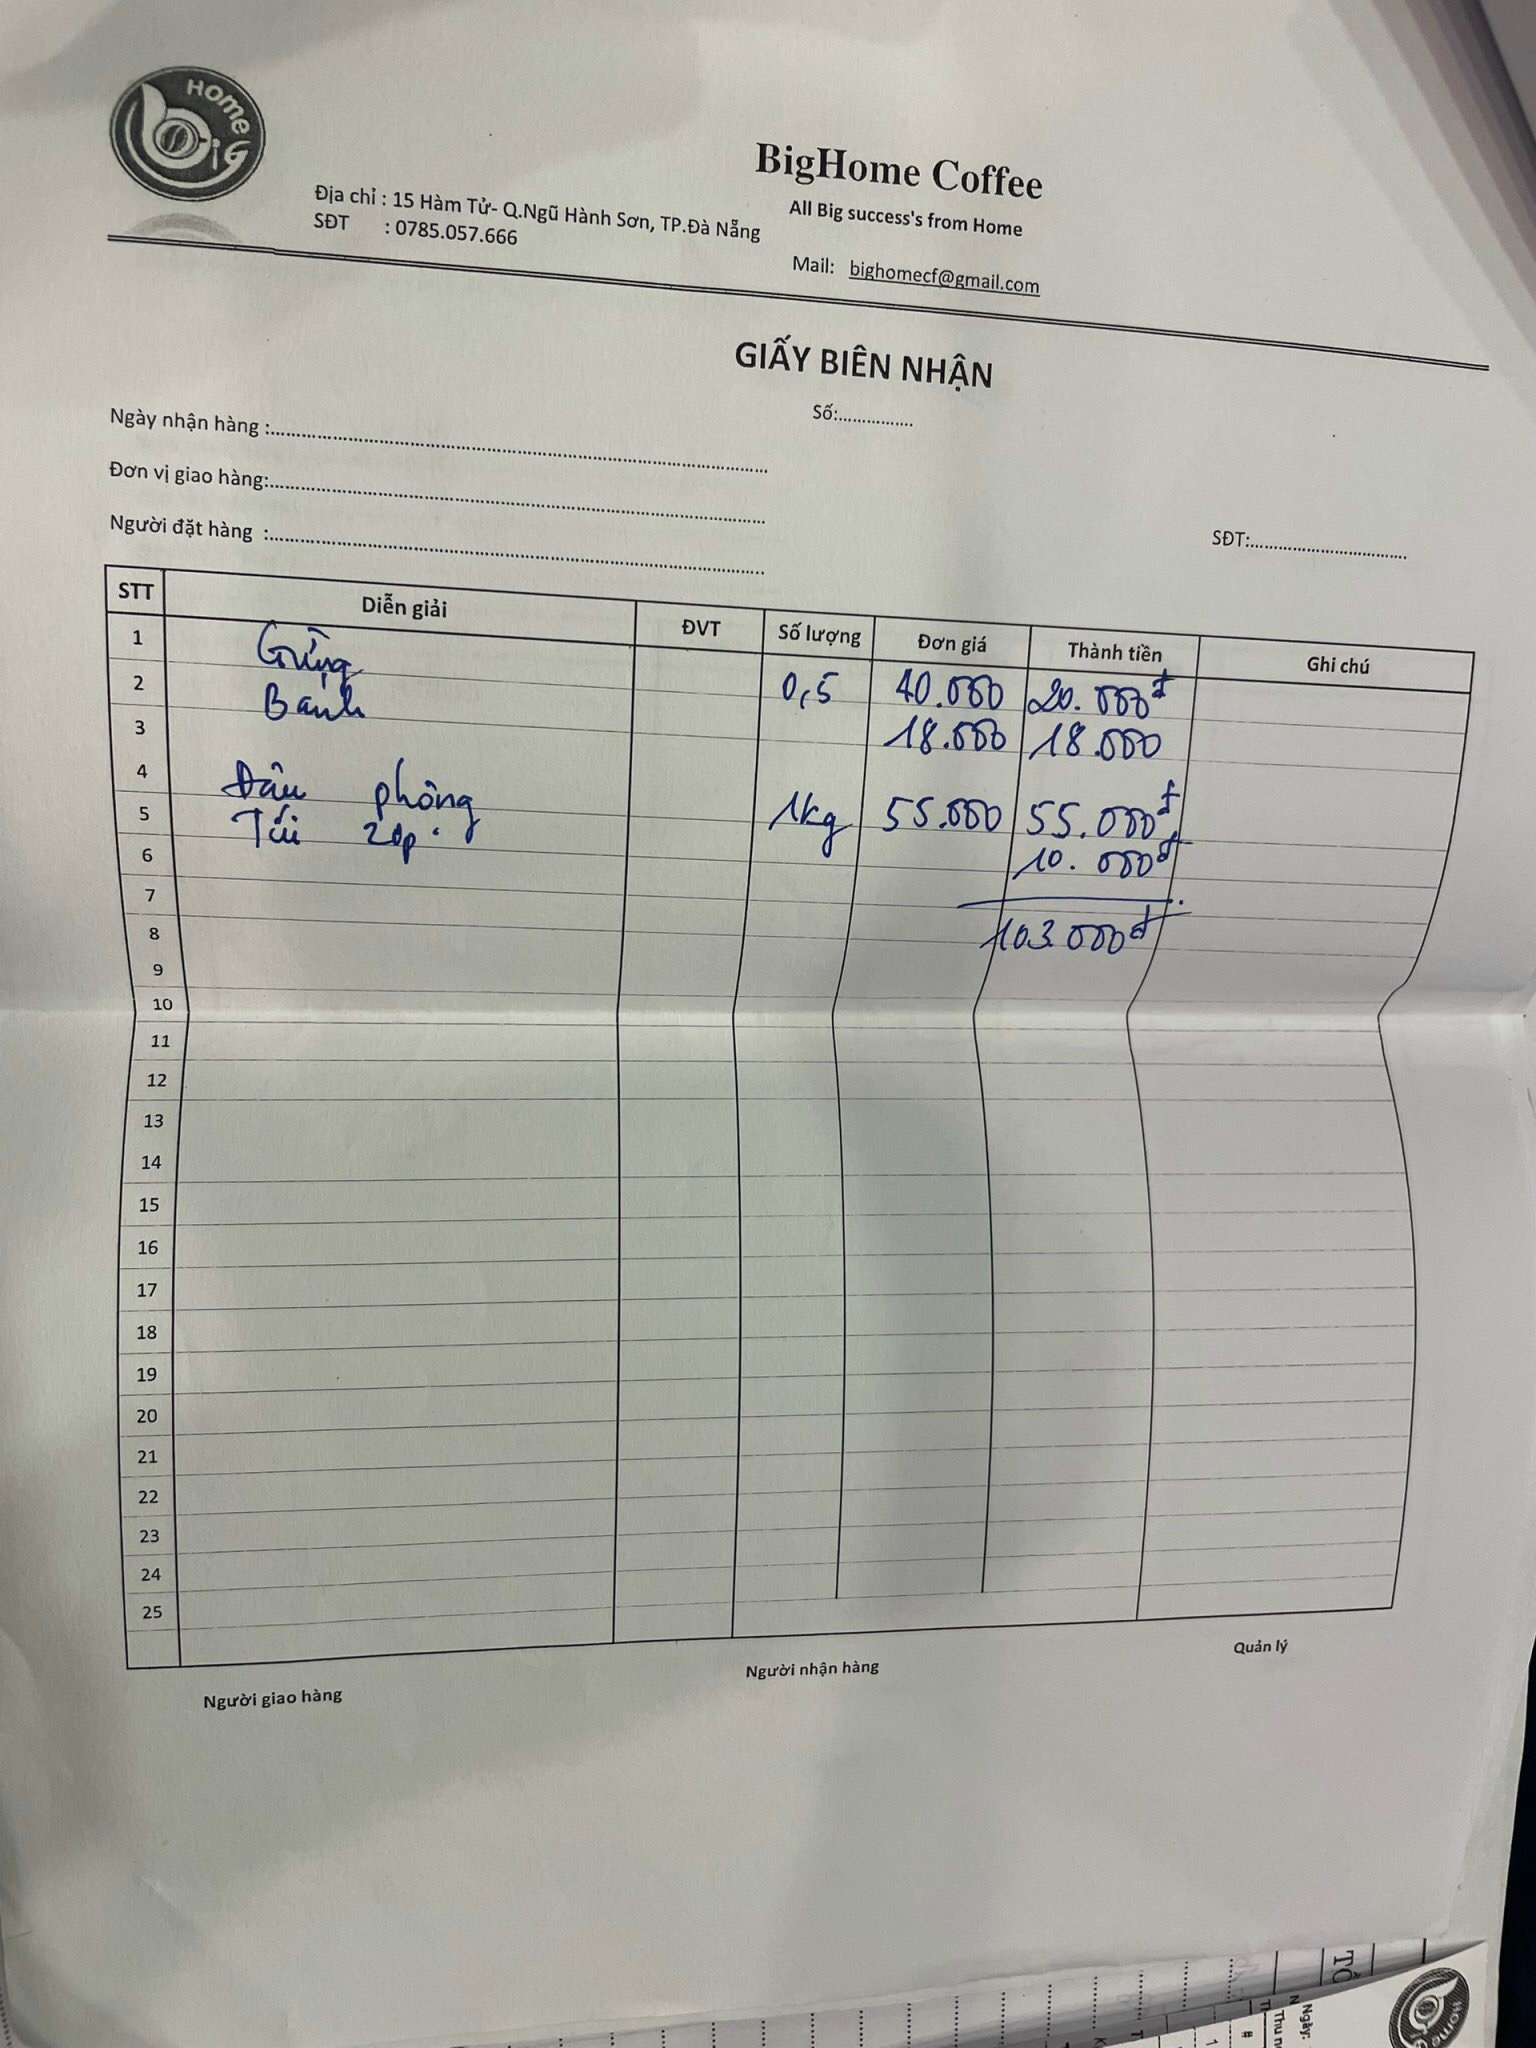 Home
BiG
BigHome Coffee
All Big success's from Home
Địa chỉ : 15 Hàm Tử- Q.Ngũ Hành Sơn, TP.Đà Nẵng
SĐT : 0785.057.666
Mail: bighomecf@gmail.com
GIẤY BIÊN NHẬN
Số:..............
Ngày nhận hàng :
Đơn vị giao hàng:
Người đặt hàng :
SĐT:
STT Diễn giải ĐVT Số lượng Đơn giá Thành tiền Ghi chú
1 Gừng 0,5 40.000 20.000đ
2 Bánh 18.000 18.000
3
4 Đậu phông 1kg 55.000 55.000đ
5 Túi zip. 10.000đ
6
7 103.000đ
8
9
10
11
12
13
14
15
16
17
18
19
20
21
22
23
24
25
Người giao hàng Người nhận hàng Quản lý
TỔ
Ngày:
#
1
Home